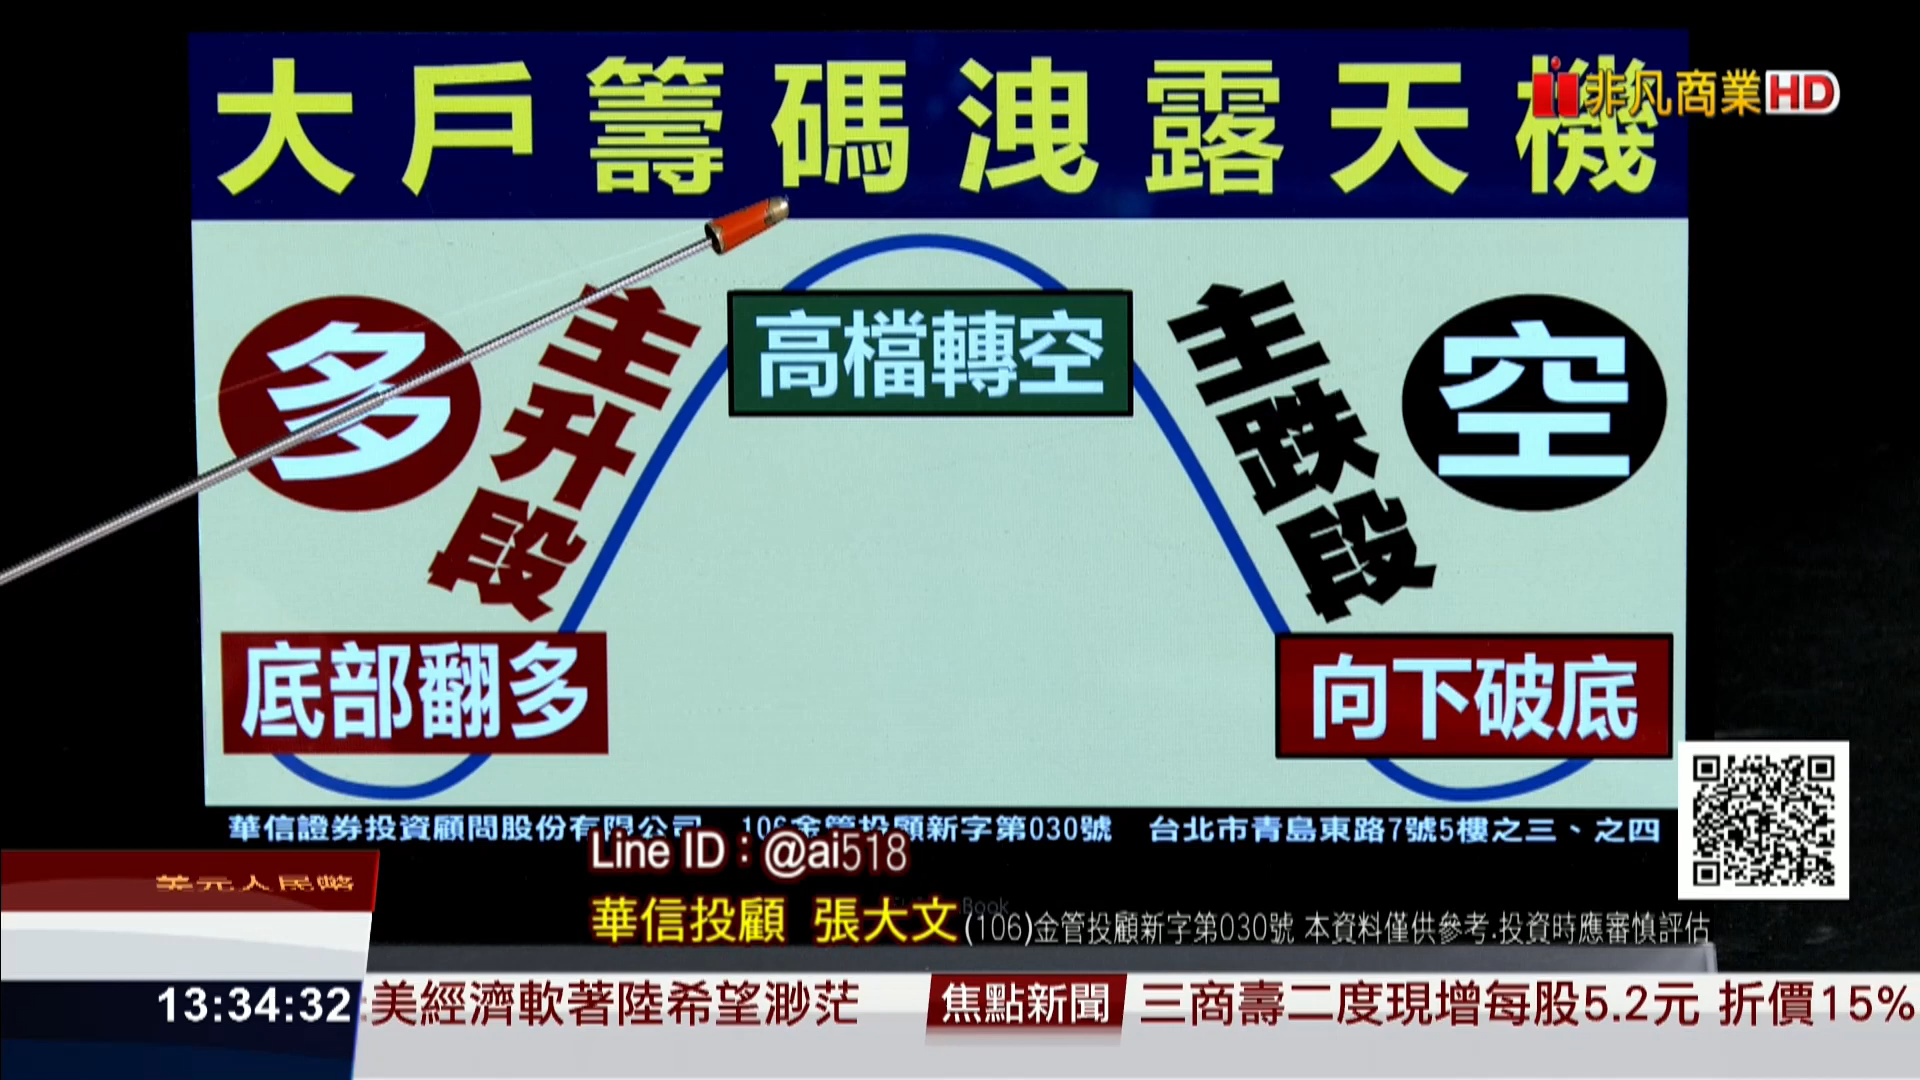 大戶籌碼洩露天機
非凡商業HD
多
主升段
高檔轉空
主跌段
空
底部翻多
向下破底
華信證券投資顧問股份有限公司 106金管投顧新字第030號 台北市青島東路7號5樓之三、之四
Line ID：@ai518
華信投顧 張大文 (106)金管投顧新字第030號 本資料僅供參考.投資時應審慎評估
美元人民幣
13:34:32
美經濟軟著陸希望渺茫 焦點新聞 三商壽二度現增每股5.2元 折價15%